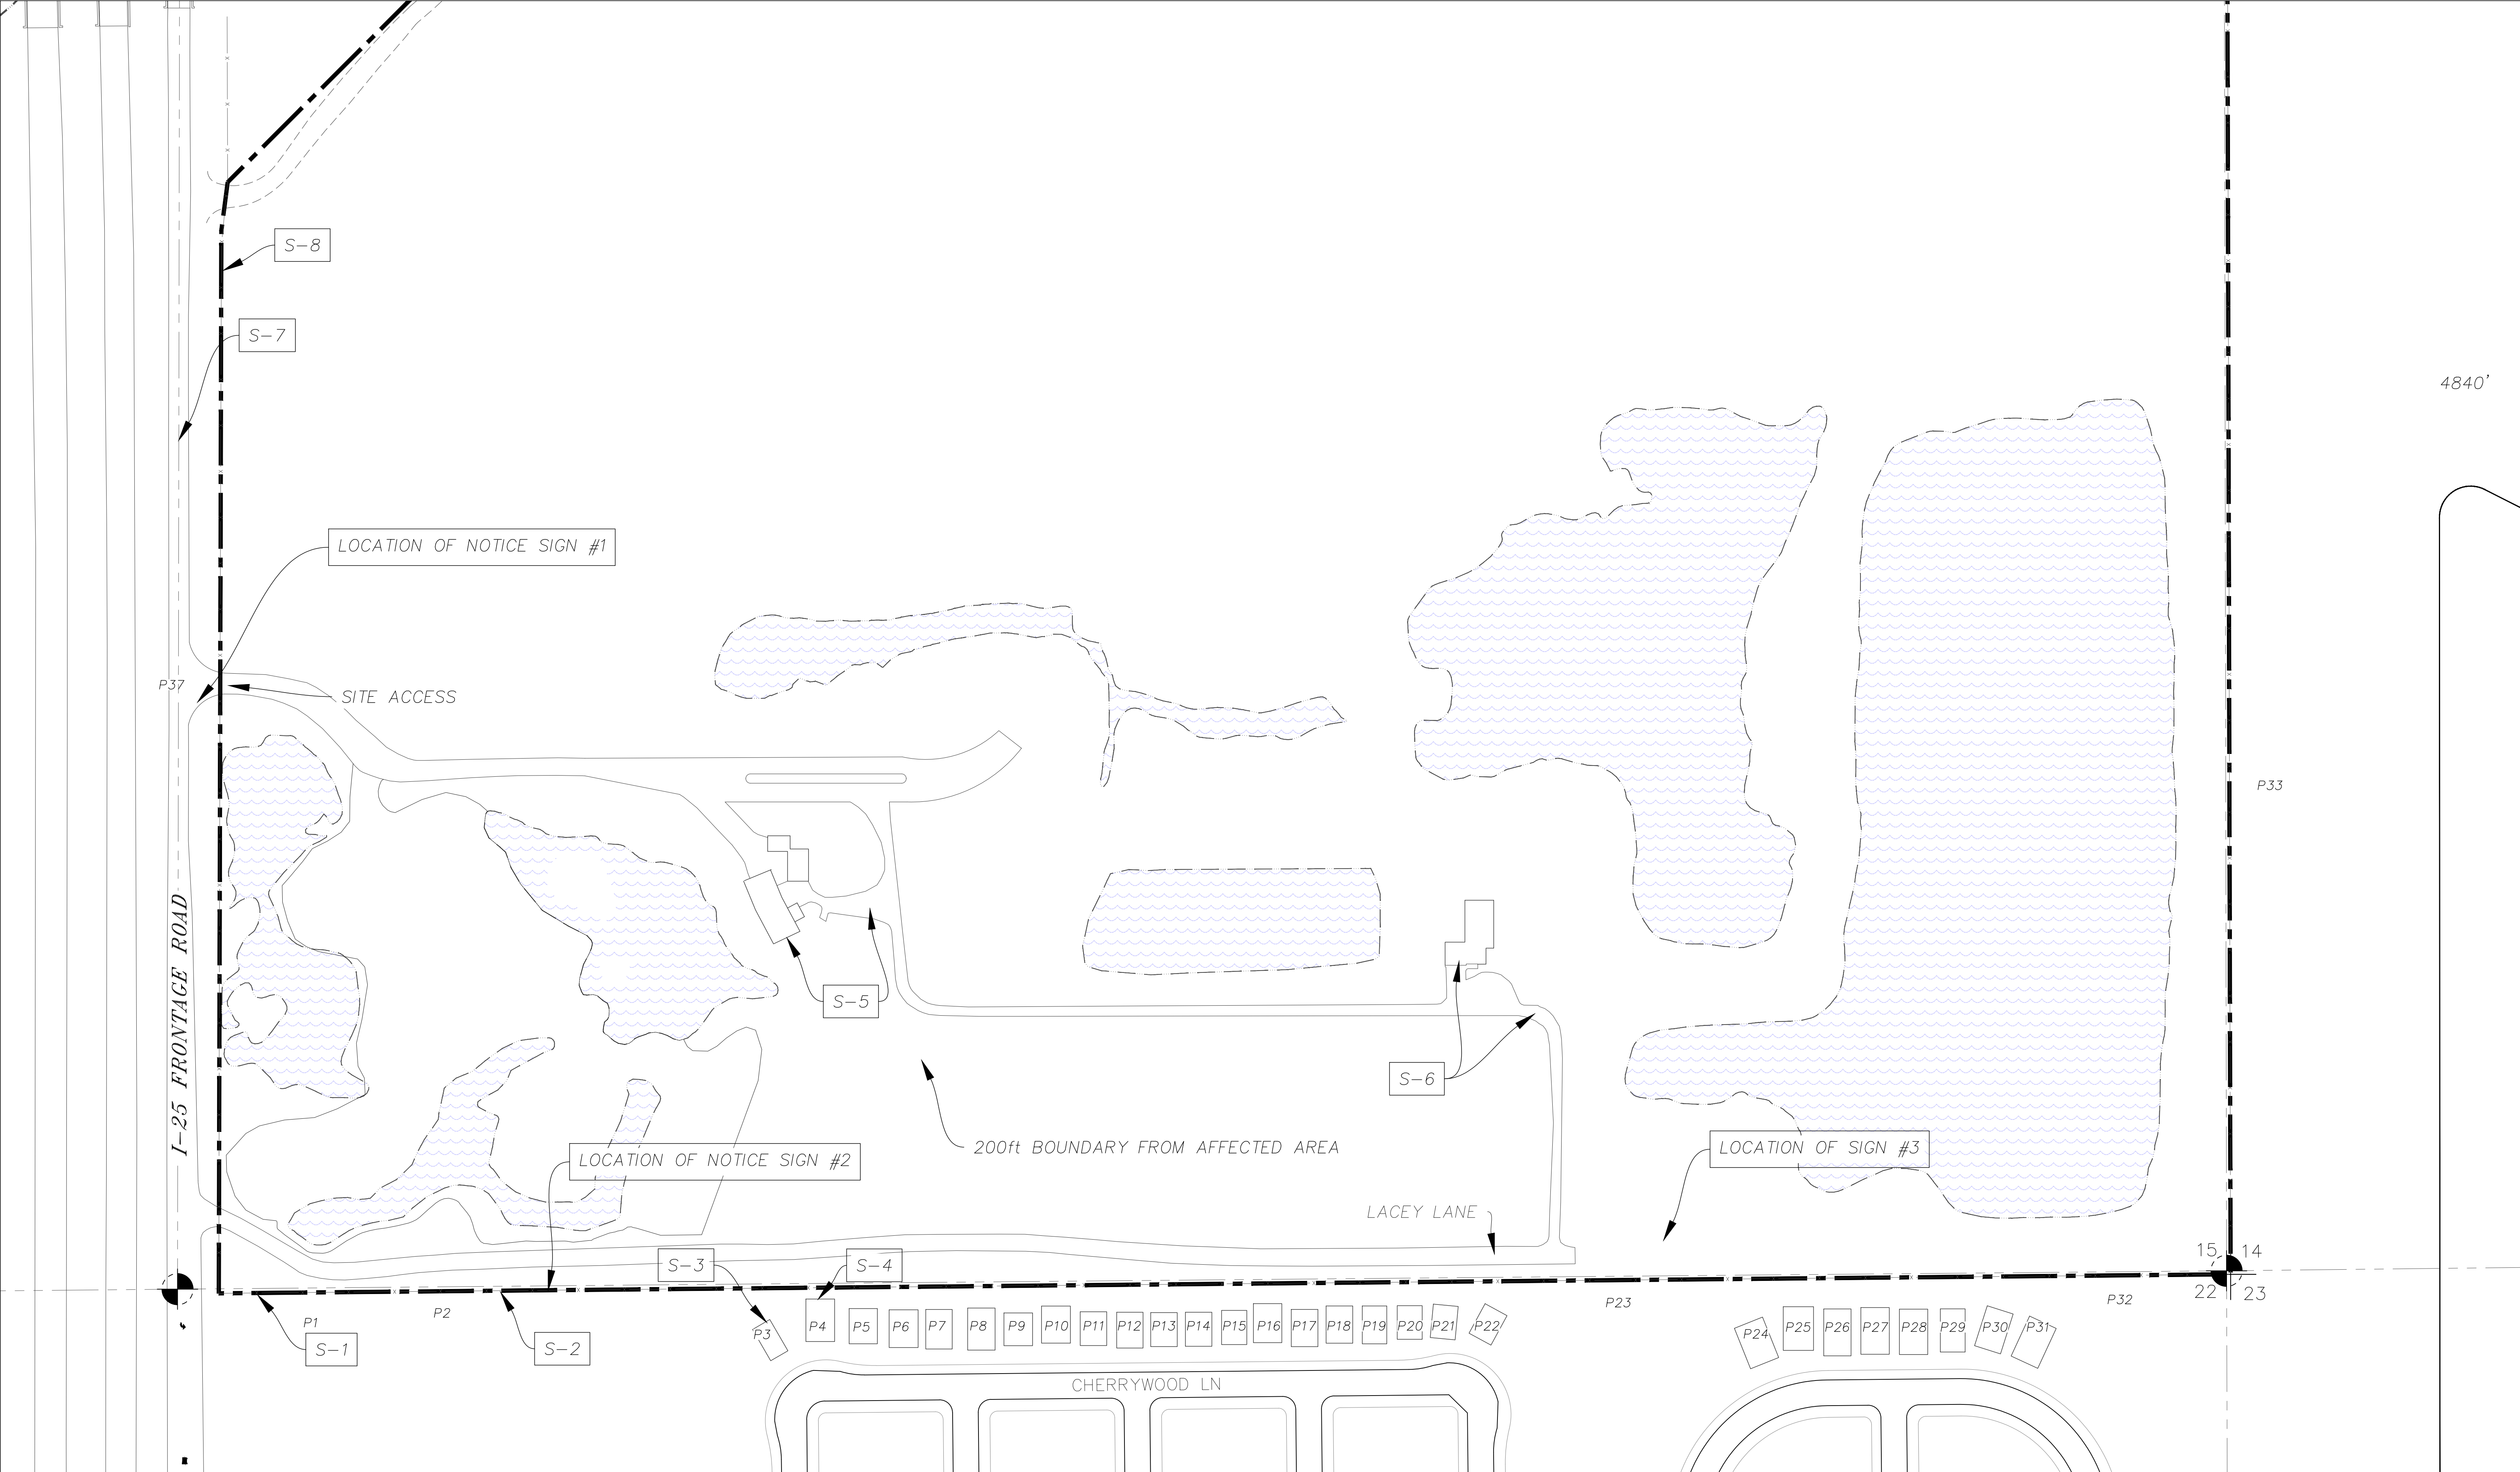 S-8
S-7
4840'
LOCATION OF NOTICE SIGN #1
P37
SITE ACCESS
P33
I-25 FRONTAGE ROAD
S-5
S-6
200ft BOUNDARY FROM AFFECTED AREA
LOCATION OF SIGN #3
LOCATION OF NOTICE SIGN #2
LACEY LANE
15 14
22 23
S-3
S-4
P1
P2
P23
P32
S-1
S-2
P3
P4
P5
P6
P7
P8
P9
P10
P11
P12
P13
P14
P15
P16
P17
P18
P19
P20
P21
P22
P24
P25
P26
P27
P28
P29
P30
P31
CHERRYWOOD LN